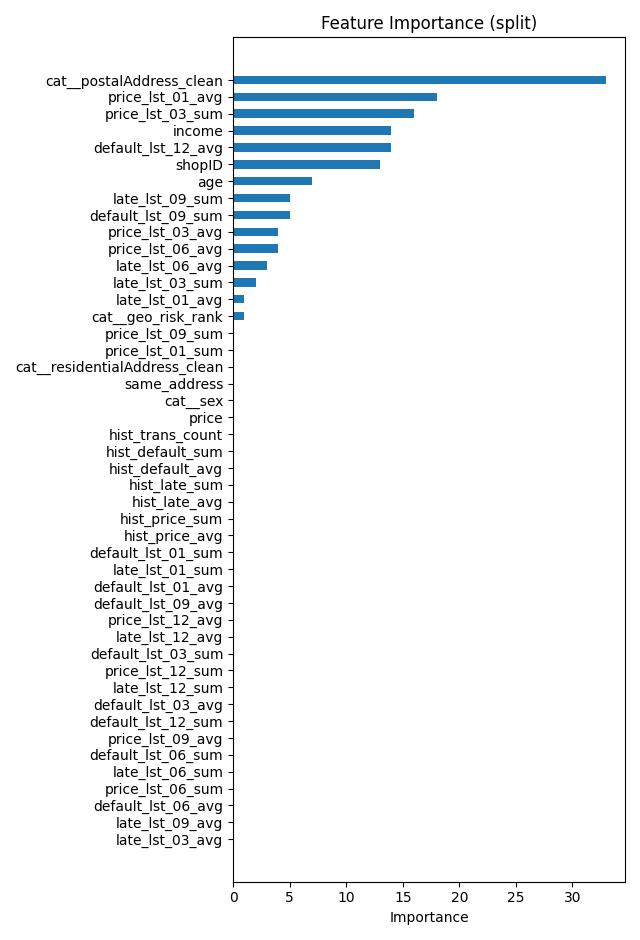 Feature Importance (split)
cat__postalAddress_clean
price_lst_01_avg
price_lst_03_sum
income
default_lst_12_avg
shopID
age
late_lst_09_sum
default_lst_09_sum
price_lst_03_avg
price_lst_06_avg
late_lst_06_avg
late_lst_03_sum
late_lst_01_avg
cat__geo_risk_rank
price_lst_09_sum
price_lst_01_sum
cat__residentialAddress_clean
same_address
cat__sex
price
hist_trans_count
hist_default_sum
hist_default_avg
hist_late_sum
hist_late_avg
hist_price_sum
hist_price_avg
default_lst_01_sum
late_lst_01_sum
default_lst_01_avg
default_lst_09_avg
price_lst_12_avg
late_lst_12_avg
default_lst_03_sum
price_lst_12_sum
late_lst_12_sum
default_lst_03_avg
default_lst_12_sum
price_lst_09_avg
default_lst_06_sum
late_lst_06_sum
price_lst_06_sum
default_lst_06_avg
late_lst_09_avg
late_lst_03_avg
0 5 10 15 20 25 30
Importance